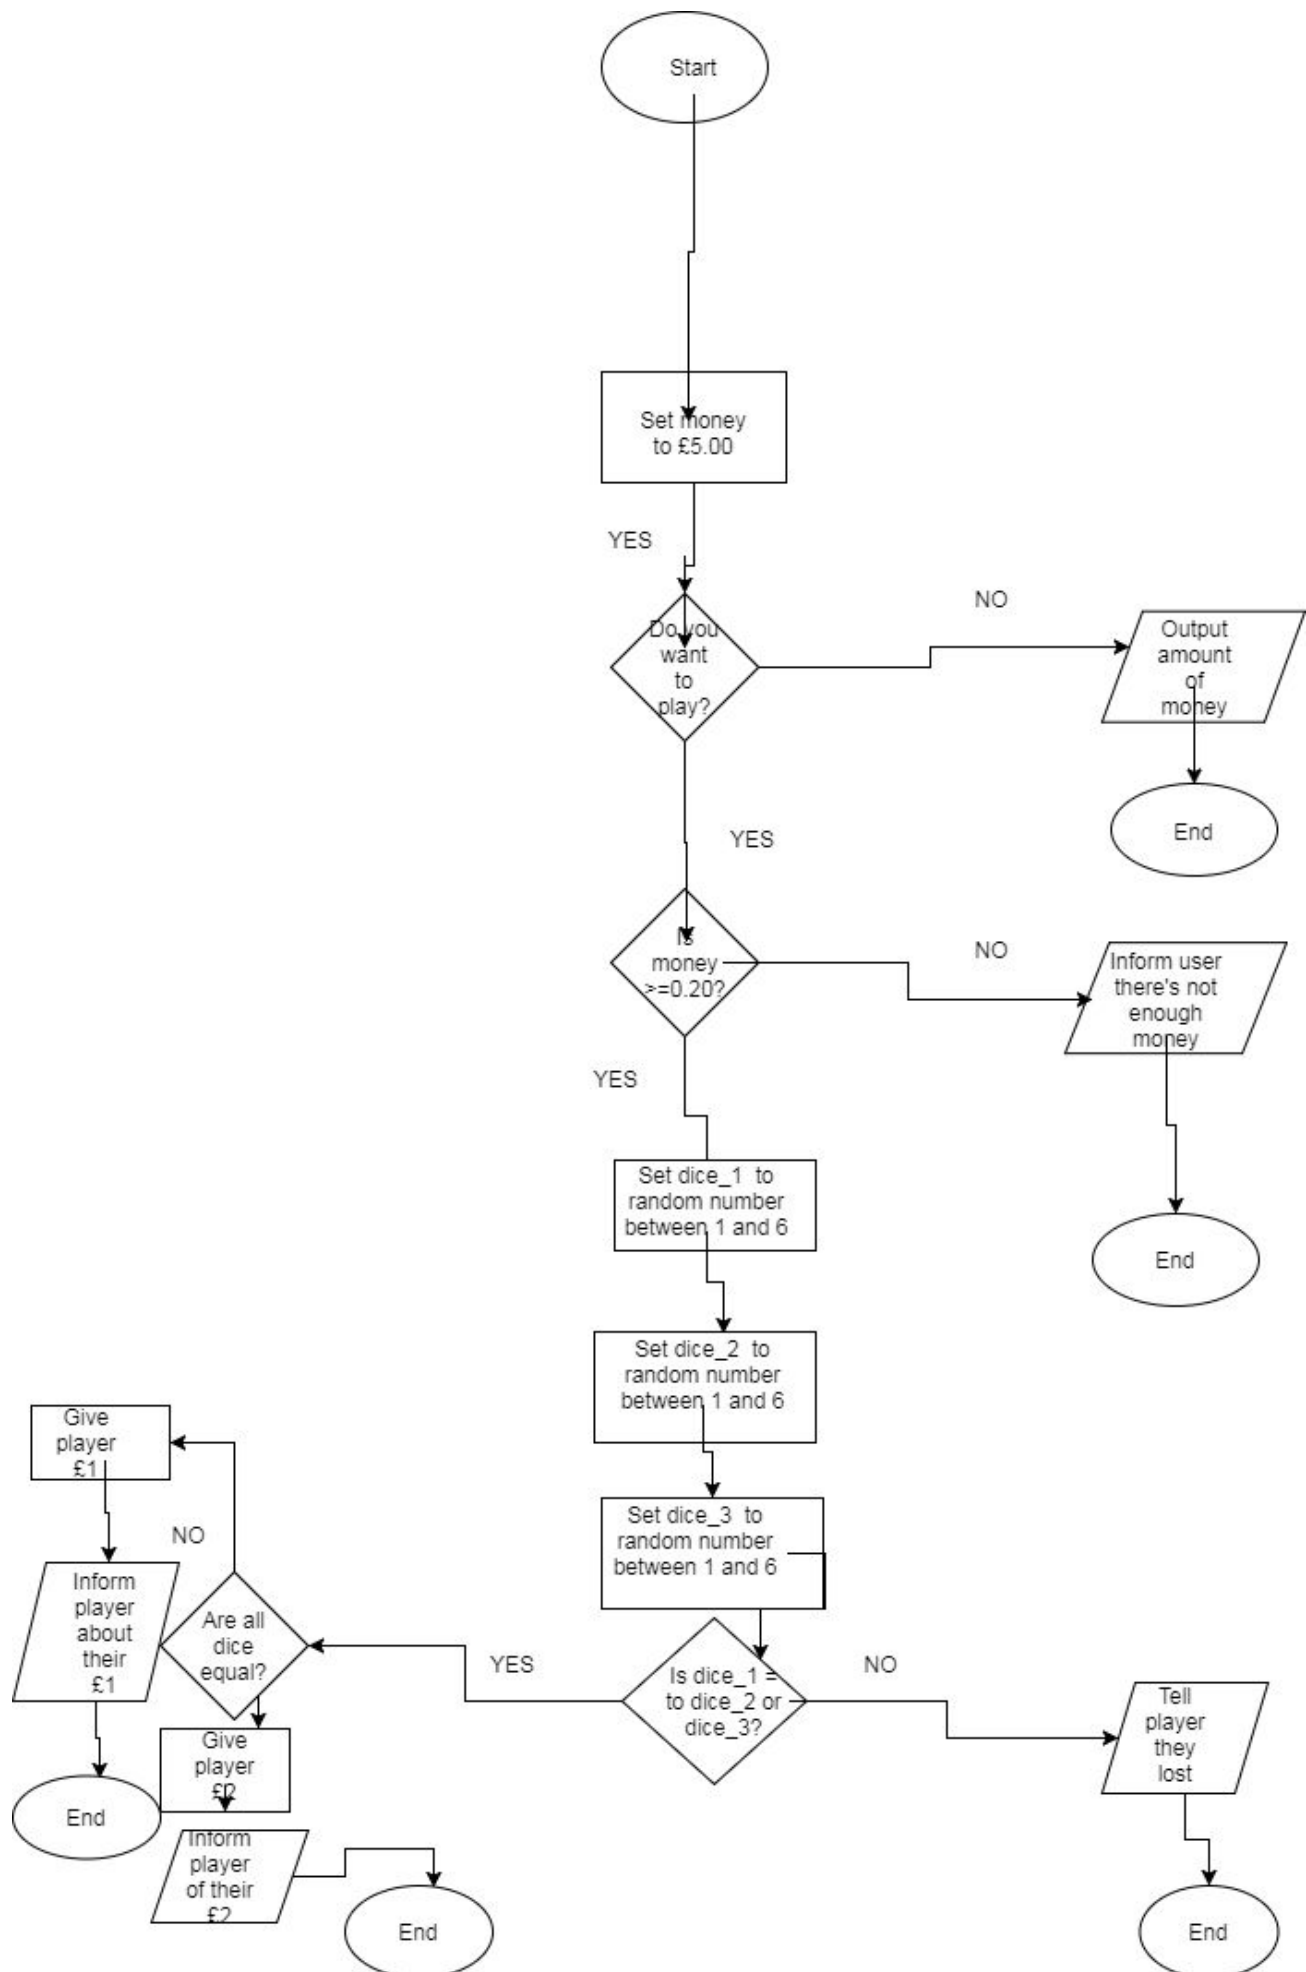 Start
Set money
to £5.00
YES
Do you
want
to
play?
NO
Output
amount
of
money
End
YES
Is
money
>=0.20?
NO
Inform user
there's not
enough
money
End
YES
Set dice_1 to
random number
between 1 and 6
Set dice_2 to
random number
between 1 and 6
Set dice_3 to
random number
between 1 and 6
Is dice_1 =
to dice_2 or
dice_3?
NO
Tell
player
they
lost
End
YES
Are all
dice
equal?
NO
Give
player
£1
Inform
player
about
their
£1
End
Give
player
£2
Inform
player
of their
£2
End